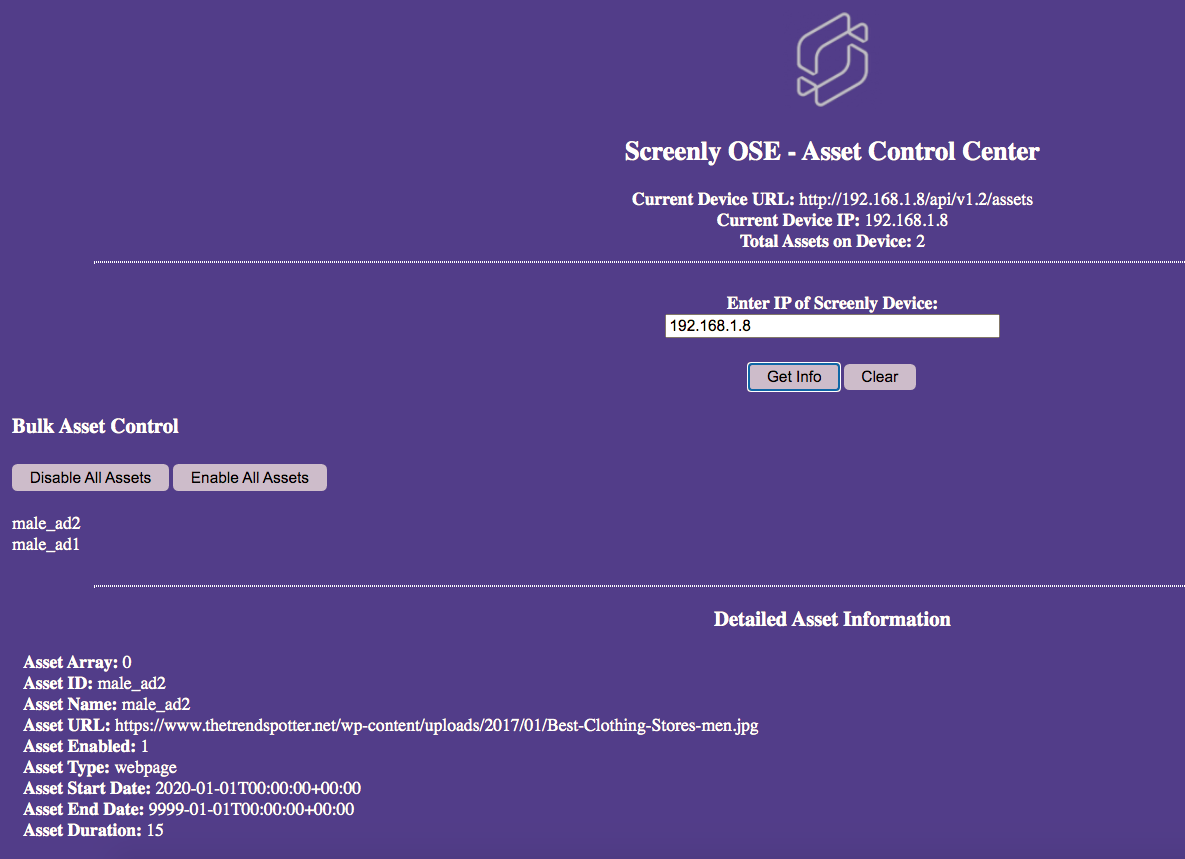 Screenly OSE - Asset Control Center
Current Device URL: http://192.168.1.8/api/v1.2/assets
Current Device IP: 192.168.1.8
Total Assets on Device: 2
Enter IP of Screenly Device:
192.168.1.8
Get Info Clear
Bulk Asset Control
Disable All Assets Enable All Assets
male_ad2
male_ad1
Detailed Asset Information
Asset Array: 0
Asset ID: male_ad2
Asset Name: male_ad2
Asset URL: https://www.thetrendspotter.net/wp-content/uploads/2017/01/Best-Clothing-Stores-men.jpg
Asset Enabled: 1
Asset Type: webpage
Asset Start Date: 2020-01-01T00:00:00+00:00
Asset End Date: 9999-01-01T00:00:00+00:00
Asset Duration: 15